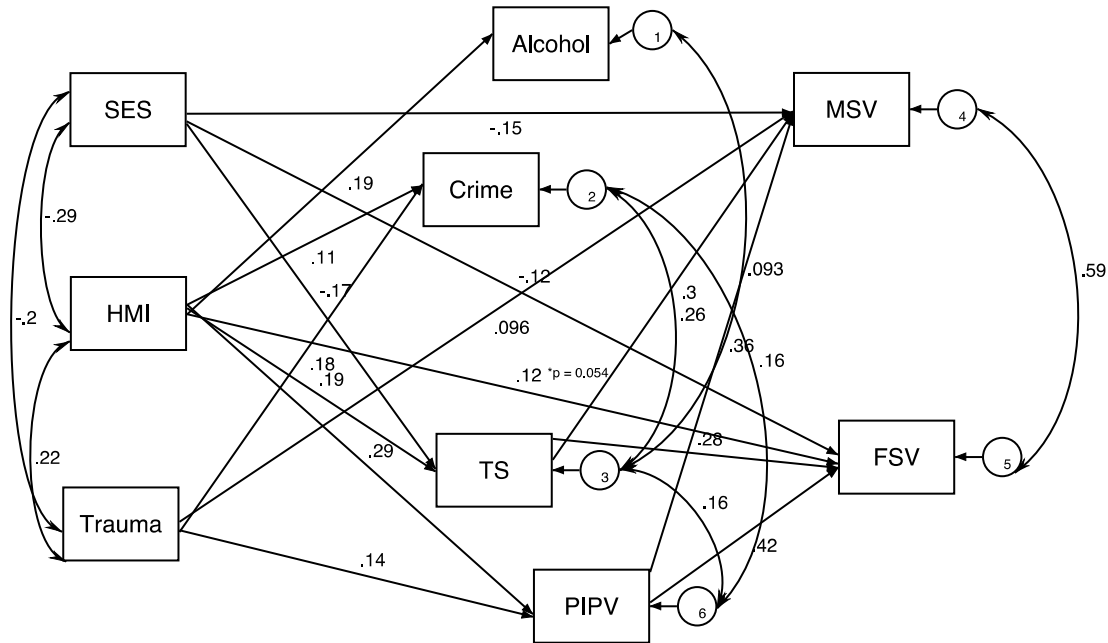 Alcohol
1
SES
MSV
4
-.15
.19
Crime
2
-.29
.11
-.12
.093
.59
-.17
.3
HMI
.26
-.2
.096
.36
.16
.18
.12 *p = 0.054
.19
.28
.29
TS
3
FSV
5
.22
.16
Trauma
.42
.14
PIPV
6